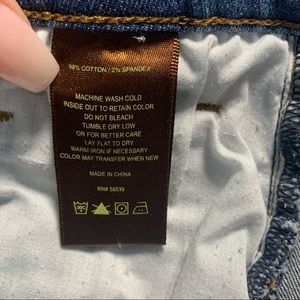 98% COTTON / 2% SPANDEX
MACHINE WASH COLD
INSIDE OUT TO RETAIN COLOR
DO NOT BLEACH
TUMBLE DRY LOW
OR FOR BETTER CARE
LAY FLAT TO DRY
WARM IRON IF NECESSARY
COLOR MAY TRANSFER WHEN NEW
MADE IN CHINA
RN# 58539